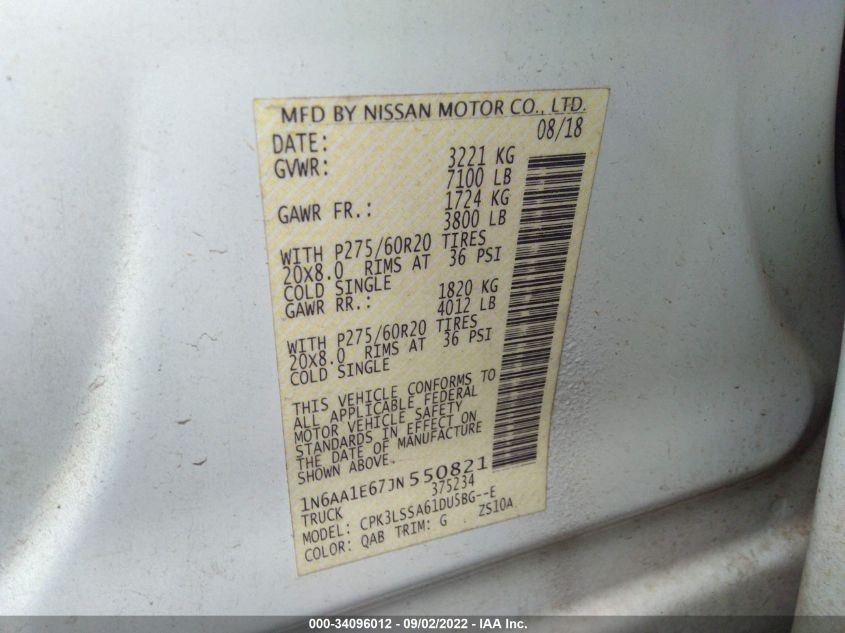 MFD BY NISSAN MOTOR CO., LTD.
DATE: 08/18
GVWR: 3221 KG
7100 LB
GAWR FR.: 1724 KG
3800 LB
WITH P275/60R20 TIRES
20X8.0 RIMS AT 36 PSI
COLD SINGLE
GAWR RR.: 1820 KG
4012 LB
WITH P275/60R20 TIRES
20X8.0 RIMS AT 36 PSI
COLD SINGLE
THIS VEHICLE CONFORMS TO
ALL APPLICABLE FEDERAL
MOTOR VEHICLE SAFETY
STANDARDS IN EFFECT ON
THE DATE OF MANUFACTURE
SHOWN ABOVE.
1N6AA1E67JN550821
TRUCK 375234
MODEL: CPK3LSSA61DU5BG--E
COLOR: QAB TRIM: G ZS10A
000-34096012 - 09/02/2022 - IAA Inc.